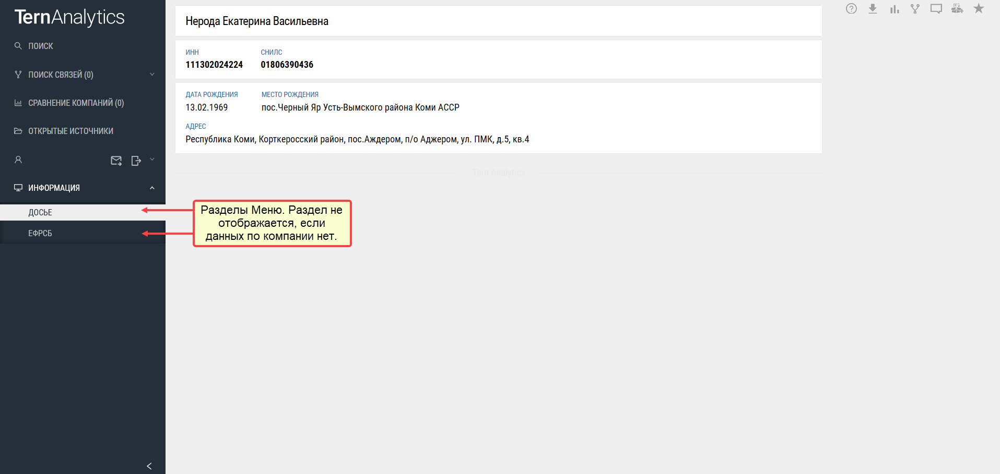 TernAnalytics
ПОИСК
ПОИСК СВЯЗЕЙ (0)
СРАВНЕНИЕ КОМПАНИЙ (0)
ОТКРЫТЫЕ ИСТОЧНИКИ
ИНФОРМАЦИЯ
ДОСЬЕ
ЕФРСБ
Нерода Екатерина Васильевна
ИНН СНИЛС
111302024224 01806390436
ДАТА РОЖДЕНИЯ МЕСТО РОЖДЕНИЯ
13.02.1969 пос.Черный Яр Усть-Вымского района Коми АССР
АДРЕС
Республика Коми, Корткеросский район, пос.Аждером, п/о Аджером, ул. ПМК, д.5, кв.4
Tern Analytics
Разделы Меню. Раздел не
отображается, если
данных по компании нет.